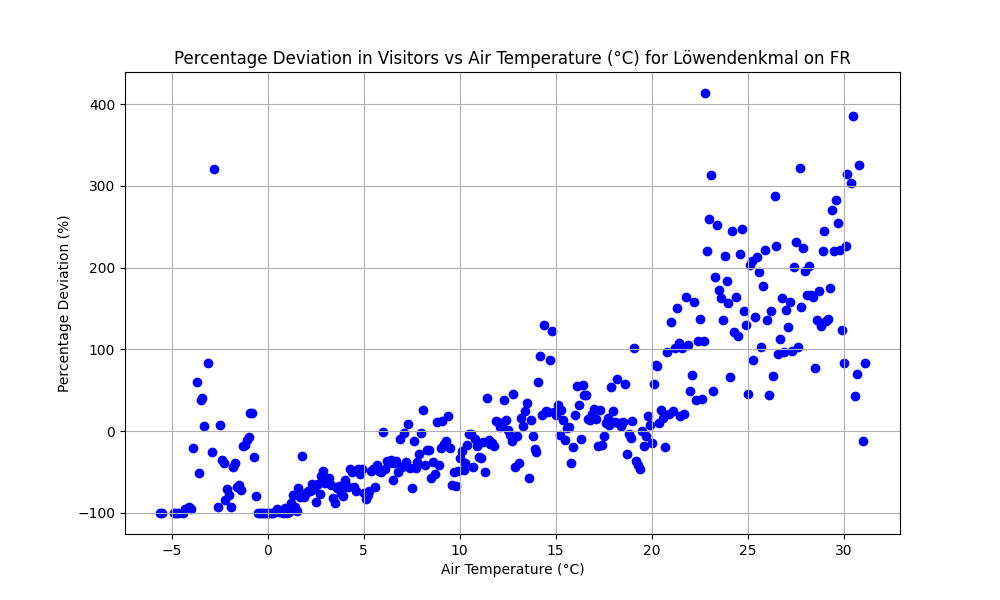 Percentage Deviation in Visitors vs Air Temperature (°C) for Löwendenkmal on FR
400
300
200
100
0
−100
Percentage Deviation (%)
−5 0 5 10 15 20 25 30
Air Temperature (°C)